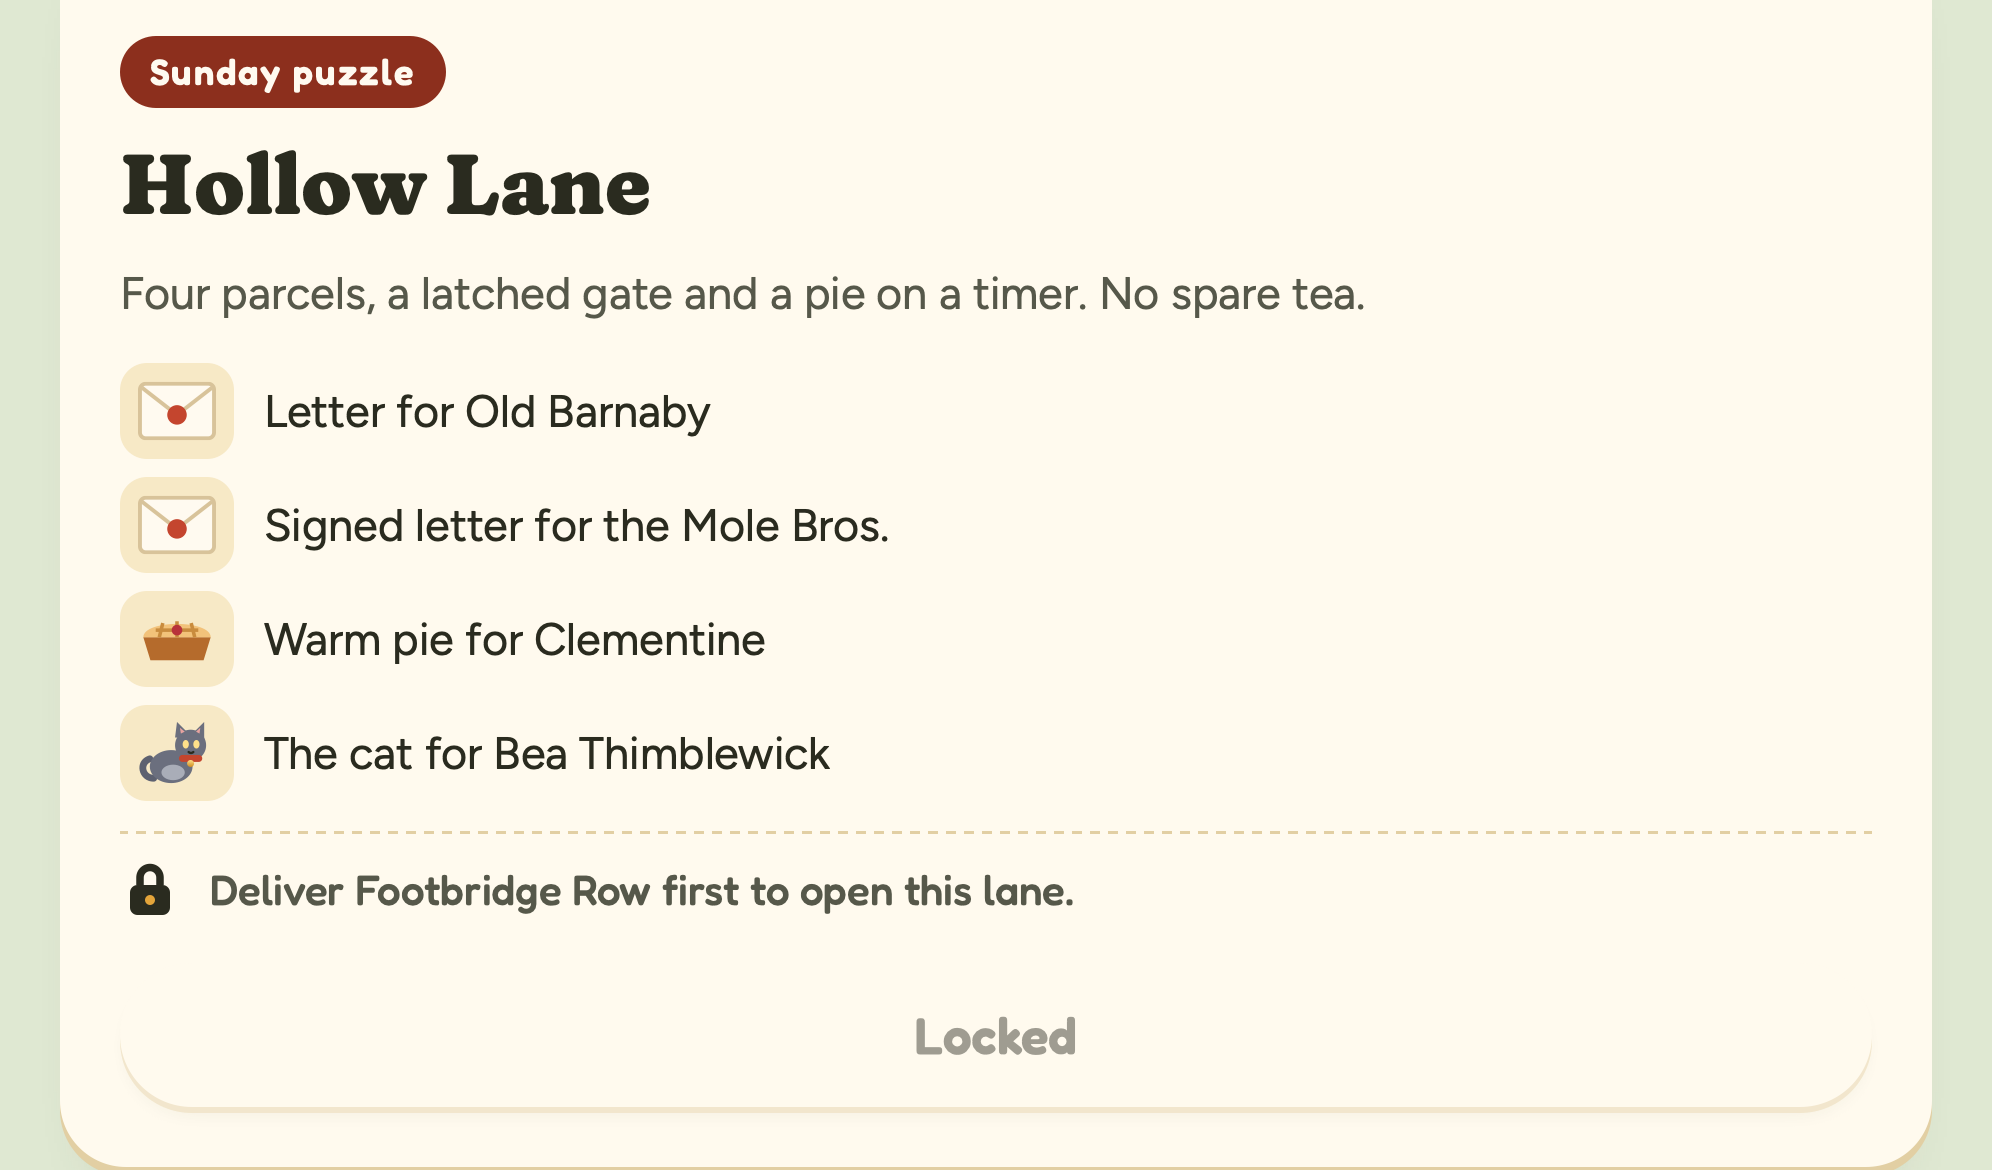 Sunday puzzle
Hollow Lane
Four parcels, a latched gate and a pie on a timer. No spare tea.
Letter for Old Barnaby
Signed letter for the Mole Bros.
Warm pie for Clementine
The cat for Bea Thimblewick
Deliver Footbridge Row first to open this lane.
Locked